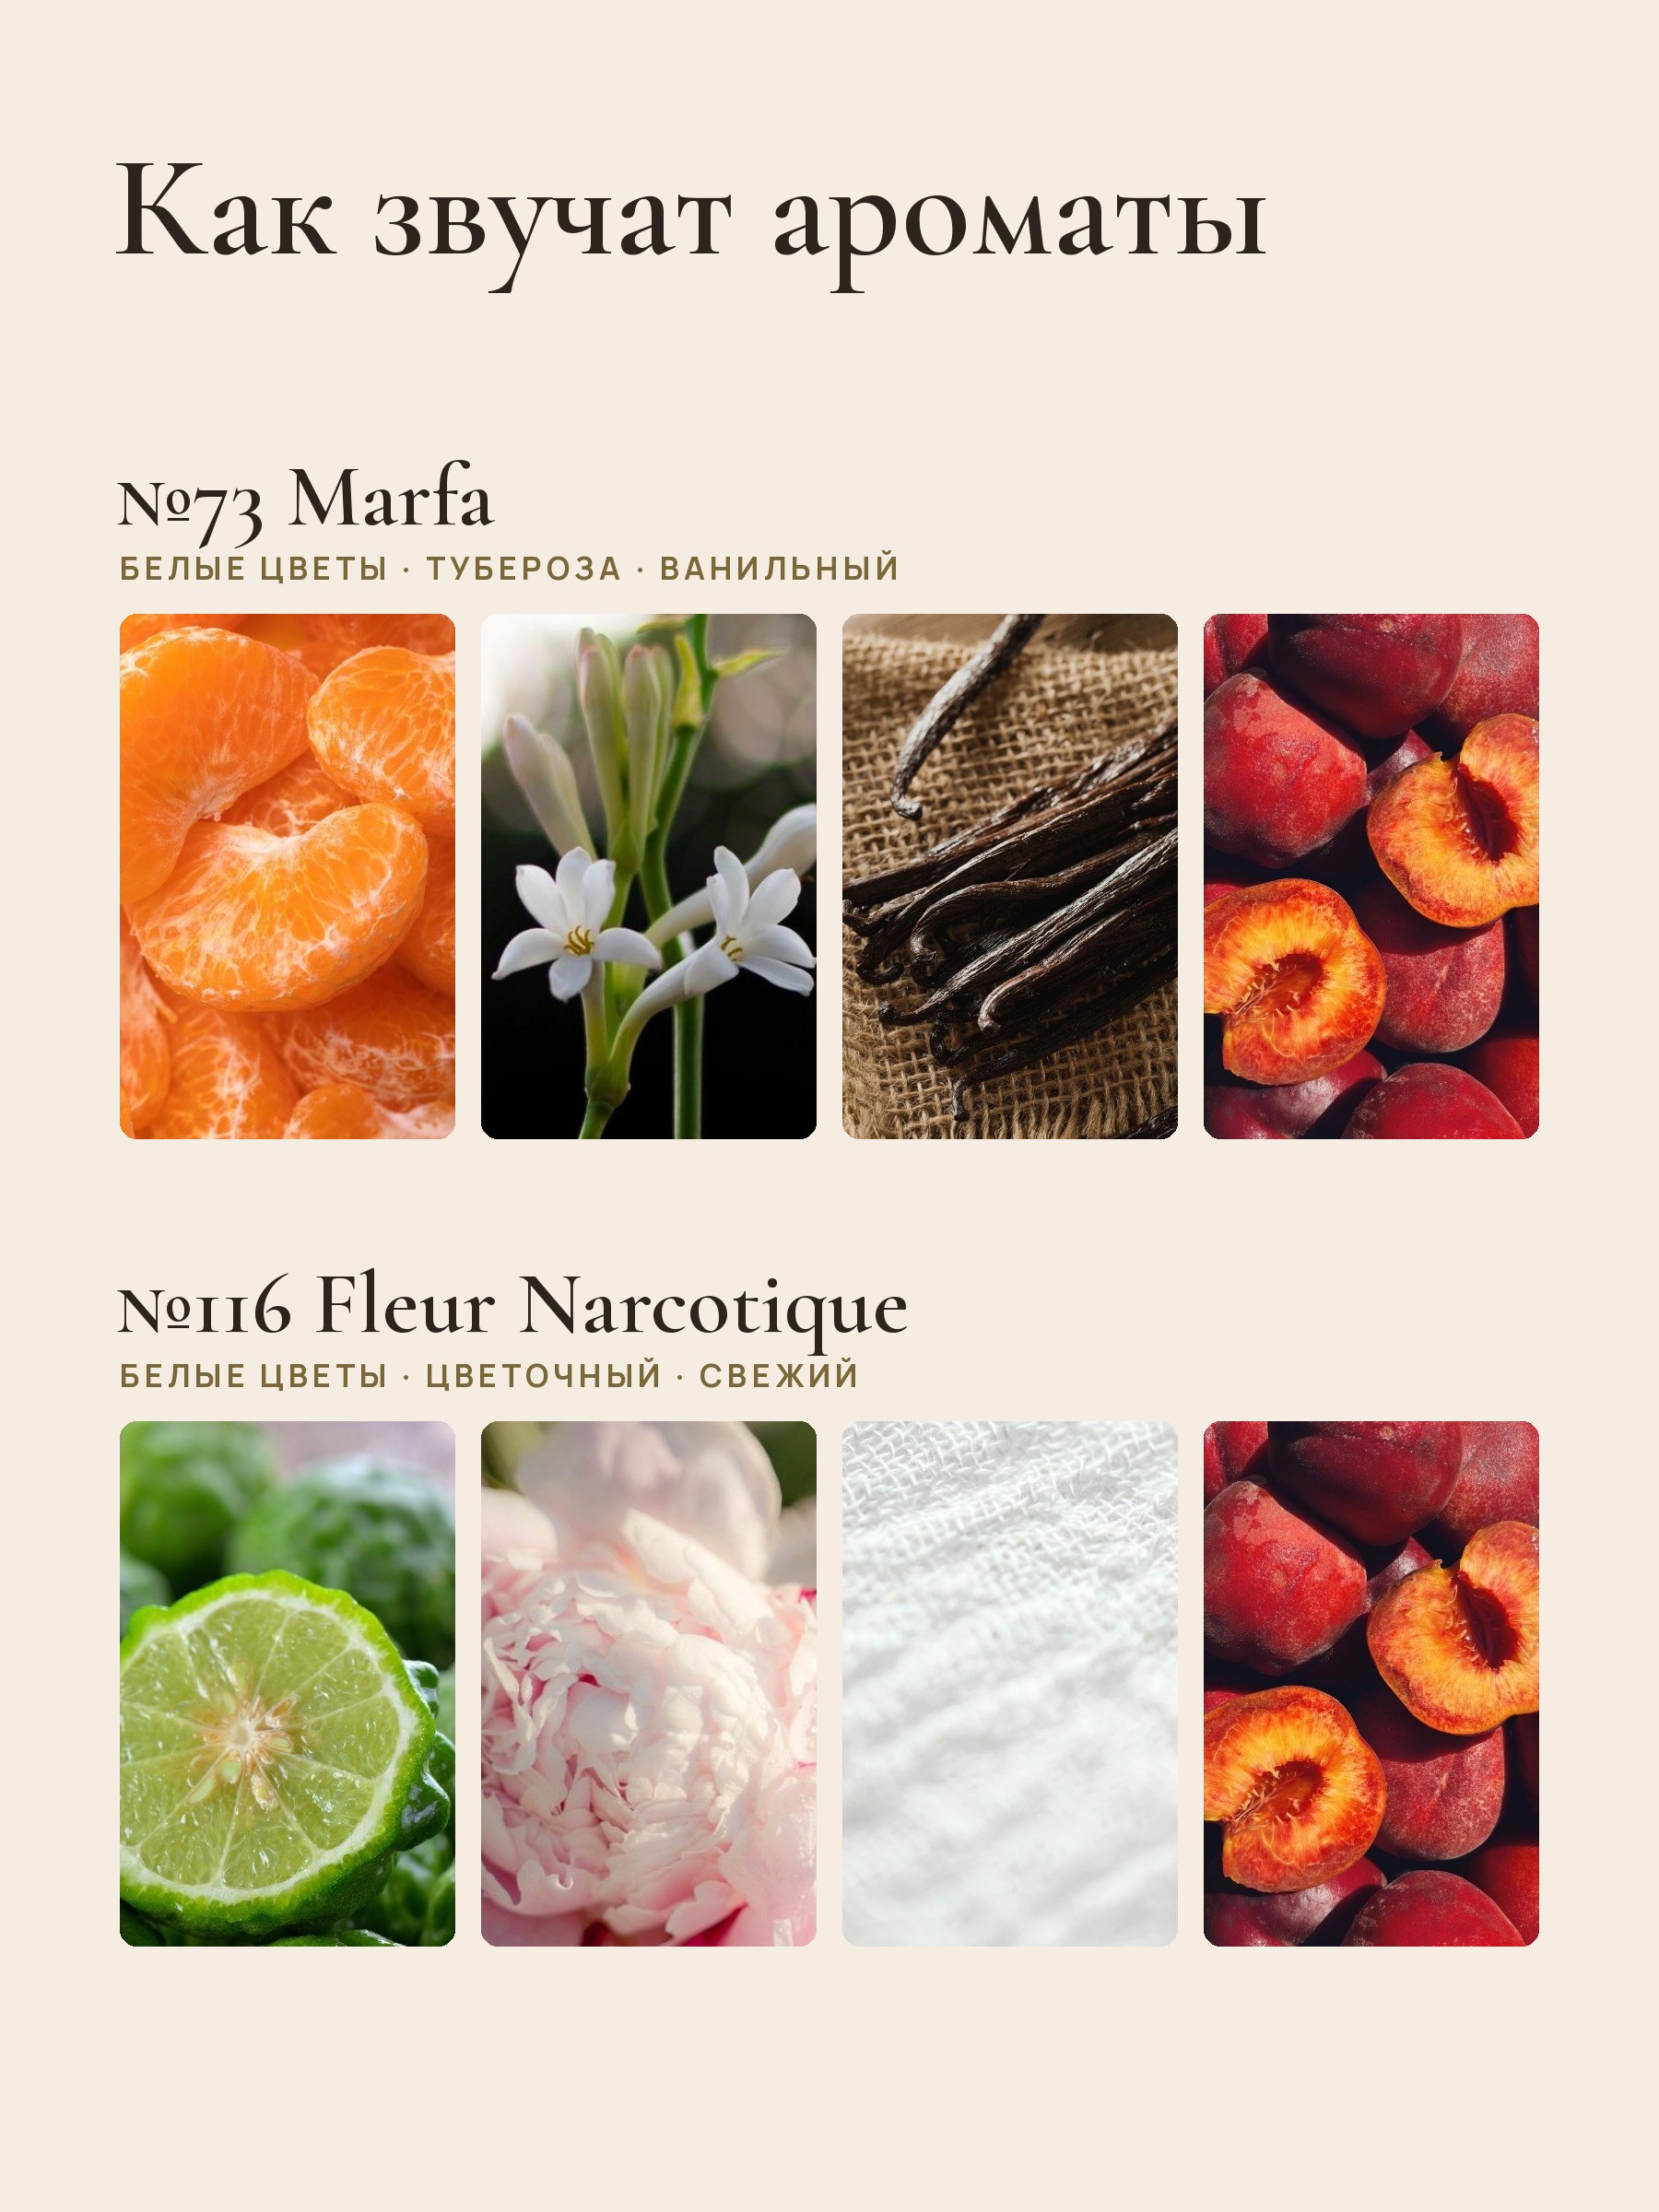 Как звучат ароматы
№73 Marfa
БЕЛЫЕ ЦВЕТЫ · ТУБЕРОЗА · ВАНИЛЬНЫЙ
№116 Fleur Narcotique
БЕЛЫЕ ЦВЕТЫ · ЦВЕТОЧНЫЙ · СВЕЖИЙ